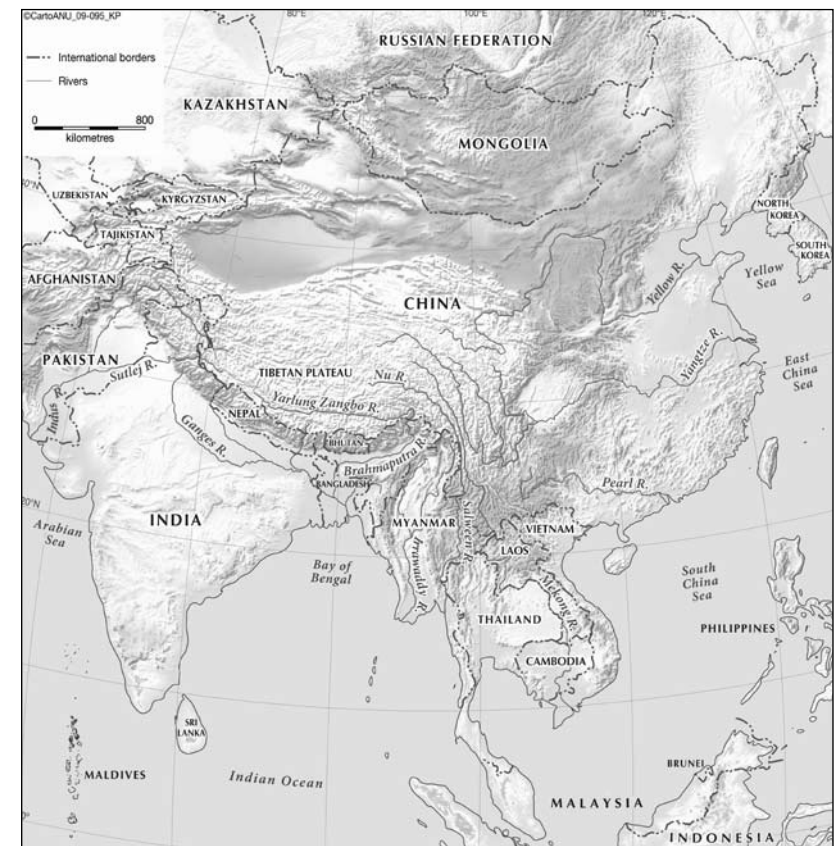 ©CartoANU_09-095_KP
80°E
100°E
120°E
International borders
Rivers
0 800
kilometres
RUSSIAN FEDERATION
KAZAKHSTAN
MONGOLIA
40°N
UZBEKISTAN
KYRGYZSTAN
TAJIKISTAN
NORTH
KOREA
SOUTH
KOREA
AFGHANISTAN
Yellow R.
Yellow
Sea
CHINA
PAKISTAN
Sutlej R.
Indus R.
TIBETAN PLATEAU
Nu R.
Yangtze R.
East
China
Sea
Yarlung Zangbo R.
NEPAL
Ganges R.
BHUTAN
Brahmaputra R.
BANGLADESH
Pearl R.
20°N
Arabian
Sea
INDIA
MYANMAR
Salween R.
VIETNAM
LAOS
Bay of
Bengal
Irrawaddy R.
Mekong R.
South
China
Sea
THAILAND
PHILIPPINES
CAMBODIA
SRI
LANKA
BRUNEI
MALDIVES
Indian Ocean
MALAYSIA
0°
INDONESIA